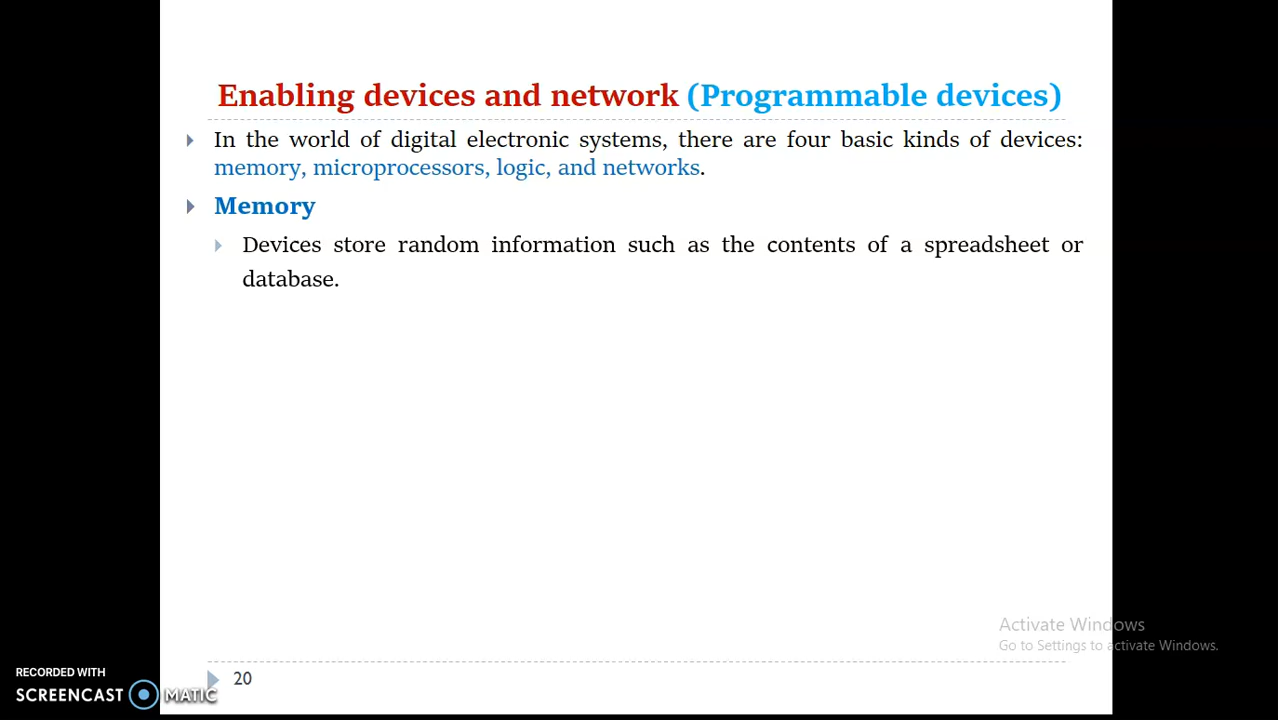 Enabling devices and network (Programmable devices)
In the world of digital electronic systems, there are four basic kinds of devices:
memory, microprocessors, logic, and networks.
Memory
Devices store random information such as the contents of a spreadsheet or
database.
Activate Windows
Go to Settings to activate Windows.
20
RECORDED WITH
SCREENCAST MATIC